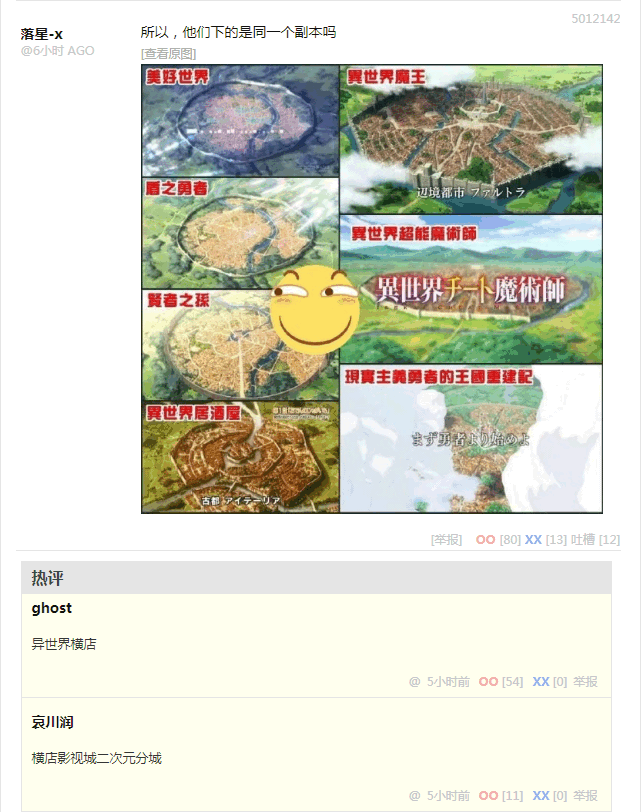 5012142
落星-x
@6小时 AGO
所以，他们下的是同一个副本吗
[查看原图]
美好世界
異世界魔王
辺境都市 ファルトラ
盾之勇者
異世界超能魔術師
異世界チート魔術師
賢者之孫
現實主義勇者的王國重建記
まず勇者より始めよ
異世界居酒屋
古都 アイテーリア
[举报] OO [80] XX [13] 吐槽 [12]
热评
ghost
异世界横店
@ 5小时前 OO [54] XX [0] 举报
哀川润
横店影视城二次元分城
@ 5小时前 OO [11] XX [0] 举报